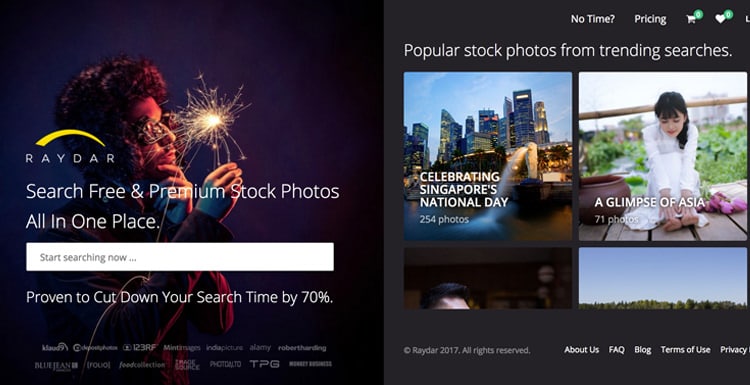 No Time?
Pricing
0
0
L
RAYDAR
Search Free & Premium Stock Photos
All In One Place.
Start searching now ...
Proven to Cut Down Your Search Time by 70%.
klaud9 depositphotos 123RF Mintimages indiapicture alamy robertharding
BLUE JEAN IMAGES [FOLIO] foodcollection IMAGE SOURCE PHOTOALTO TPG MONKEY BUSINESS
Popular stock photos from trending searches.
CELEBRATING
SINGAPORE'S
NATIONAL DAY
254 photos
A GLIMPSE OF ASIA
71 photos
© Raydar 2017. All rights reserved.
About Us FAQ Blog Terms of Use Privacy